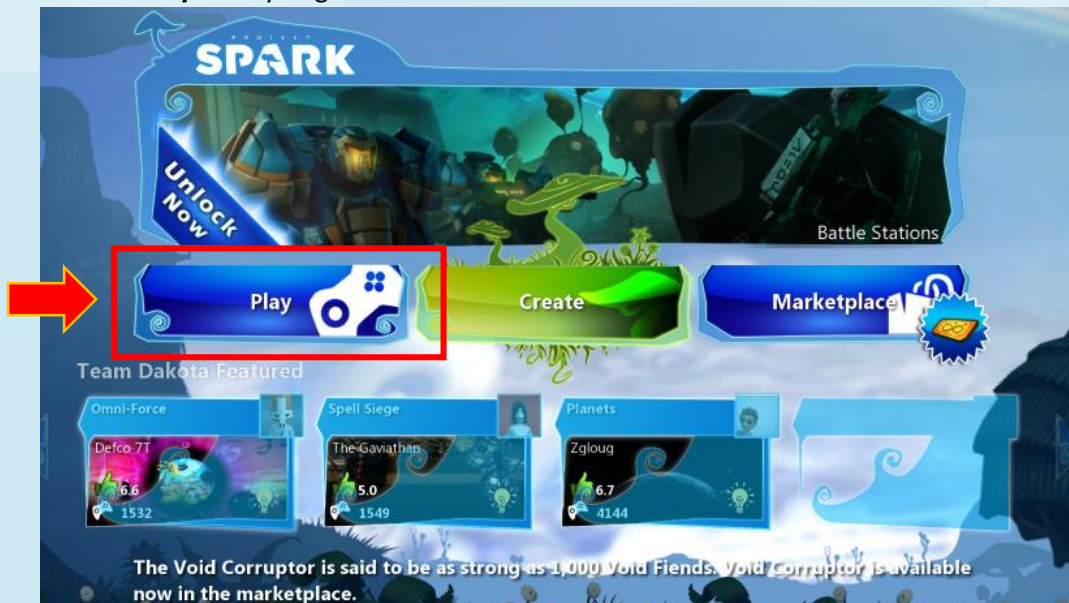 PROJECT
SPARK
Unlock
Now
Battle Stations
Play
Create
Marketplace
Team Dakota Featured
Omni-Force
Spell Siege
Planets
Defco 7T
The Gaviathan
Zgloug
6.6
5.0
6.7
1532
1549
4144
The Void Corruptor is said to be as strong as 1,000 Void Fiends. Void Corruptor is available
now in the marketplace.